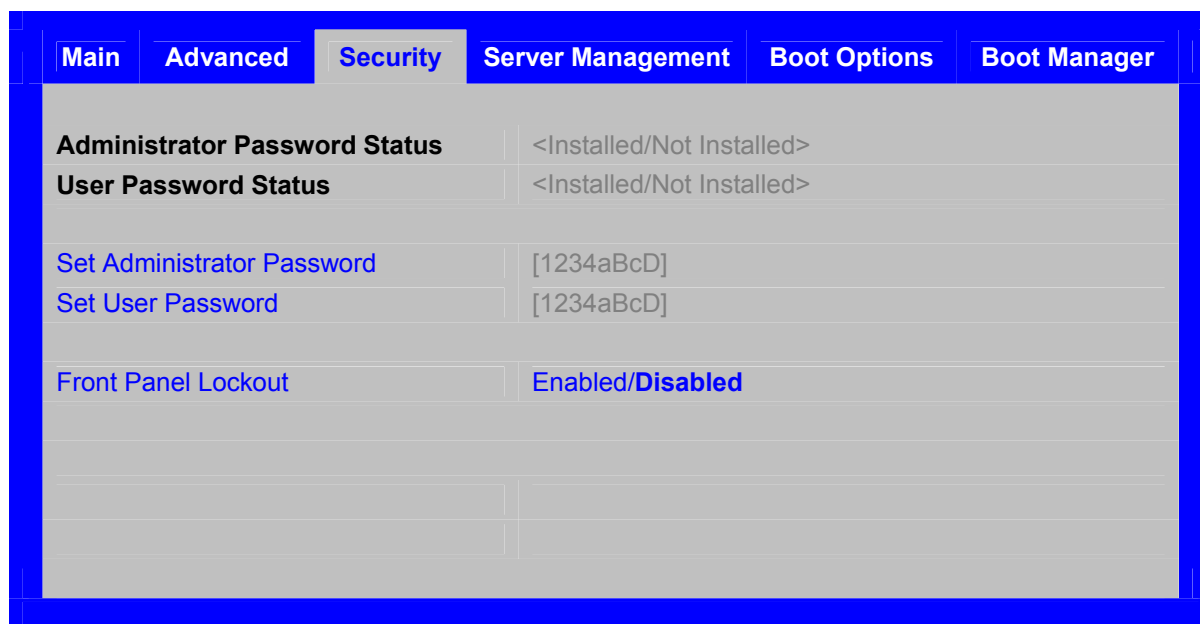 Main Advanced Security Server Management Boot Options Boot Manager
Administrator Password Status <Installed/Not Installed>
User Password Status <Installed/Not Installed>
Set Administrator Password [1234aBcD]
Set User Password [1234aBcD]
Front Panel Lockout Enabled/Disabled